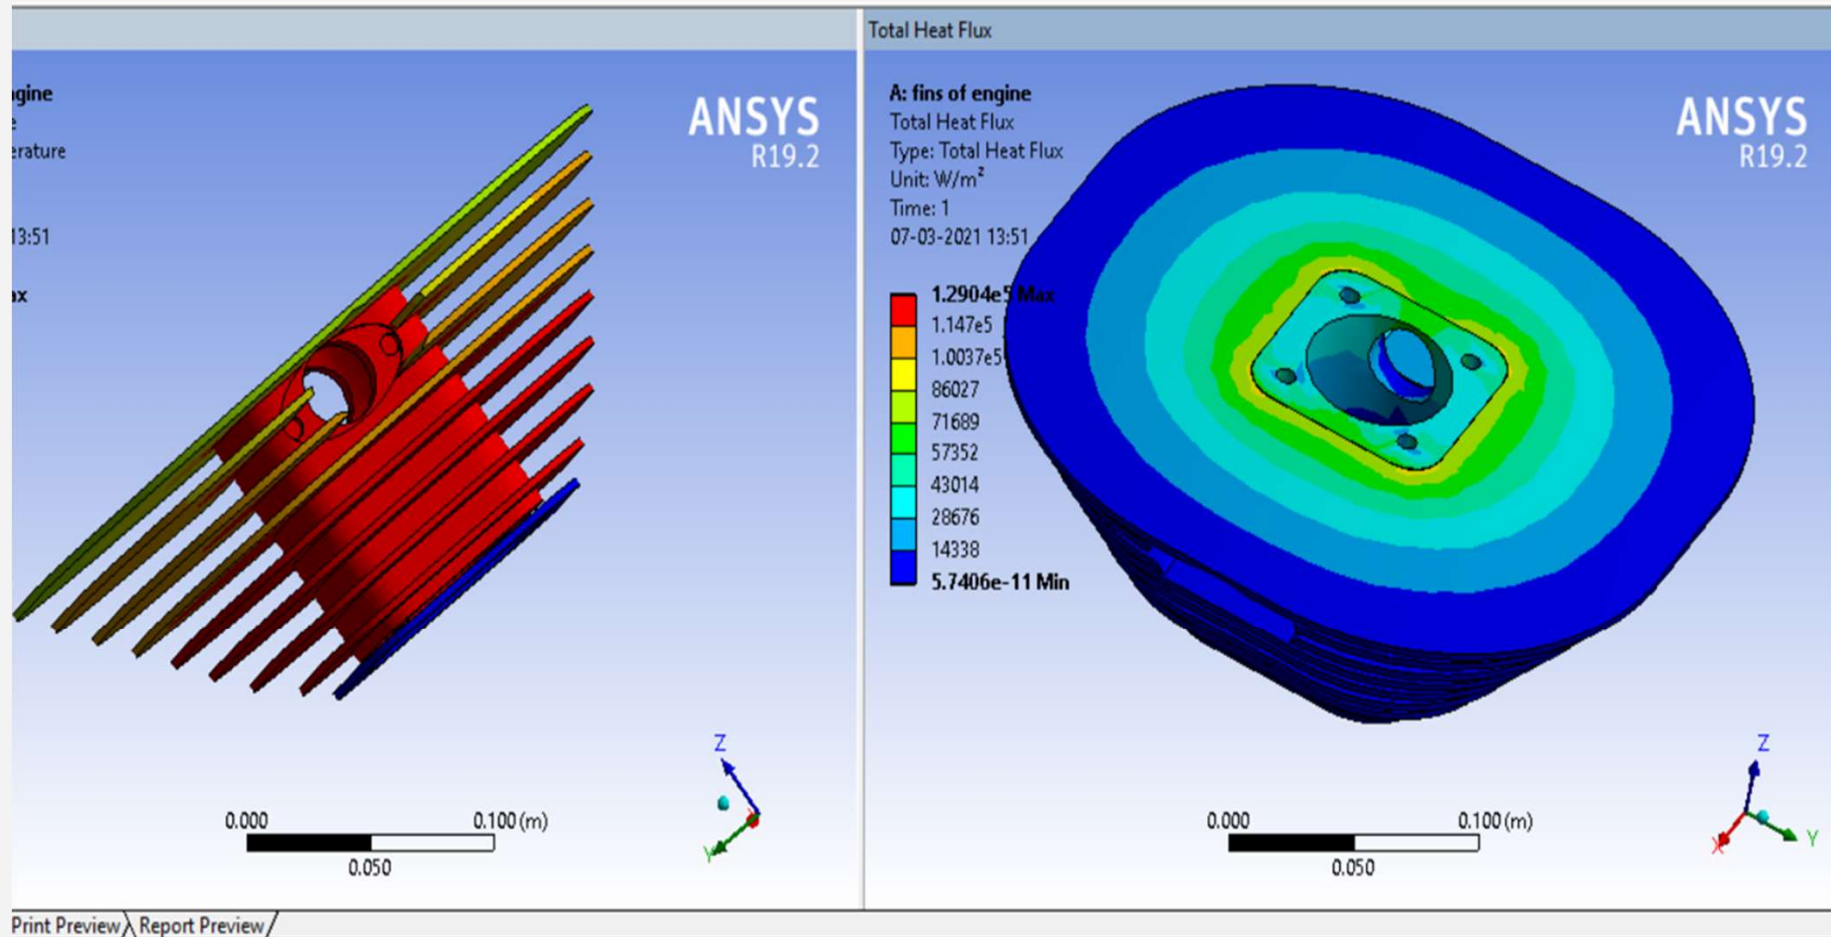 Total Heat Flux
gine
e
erature
13:51
ax
ANSYS
R19.2
Z
Y
0.000
0.100 (m)
0.050
A: fins of engine
Total Heat Flux
Type: Total Heat Flux
Unit: W/m²
Time: 1
07-03-2021 13:51
1.2904e5 Max
1.147e5
1.0037e5
86027
71689
57352
43014
28676
14338
5.7406e-11 Min
ANSYS
R19.2
Z
X
Y
0.000
0.100 (m)
0.050
Print Preview
Report Preview